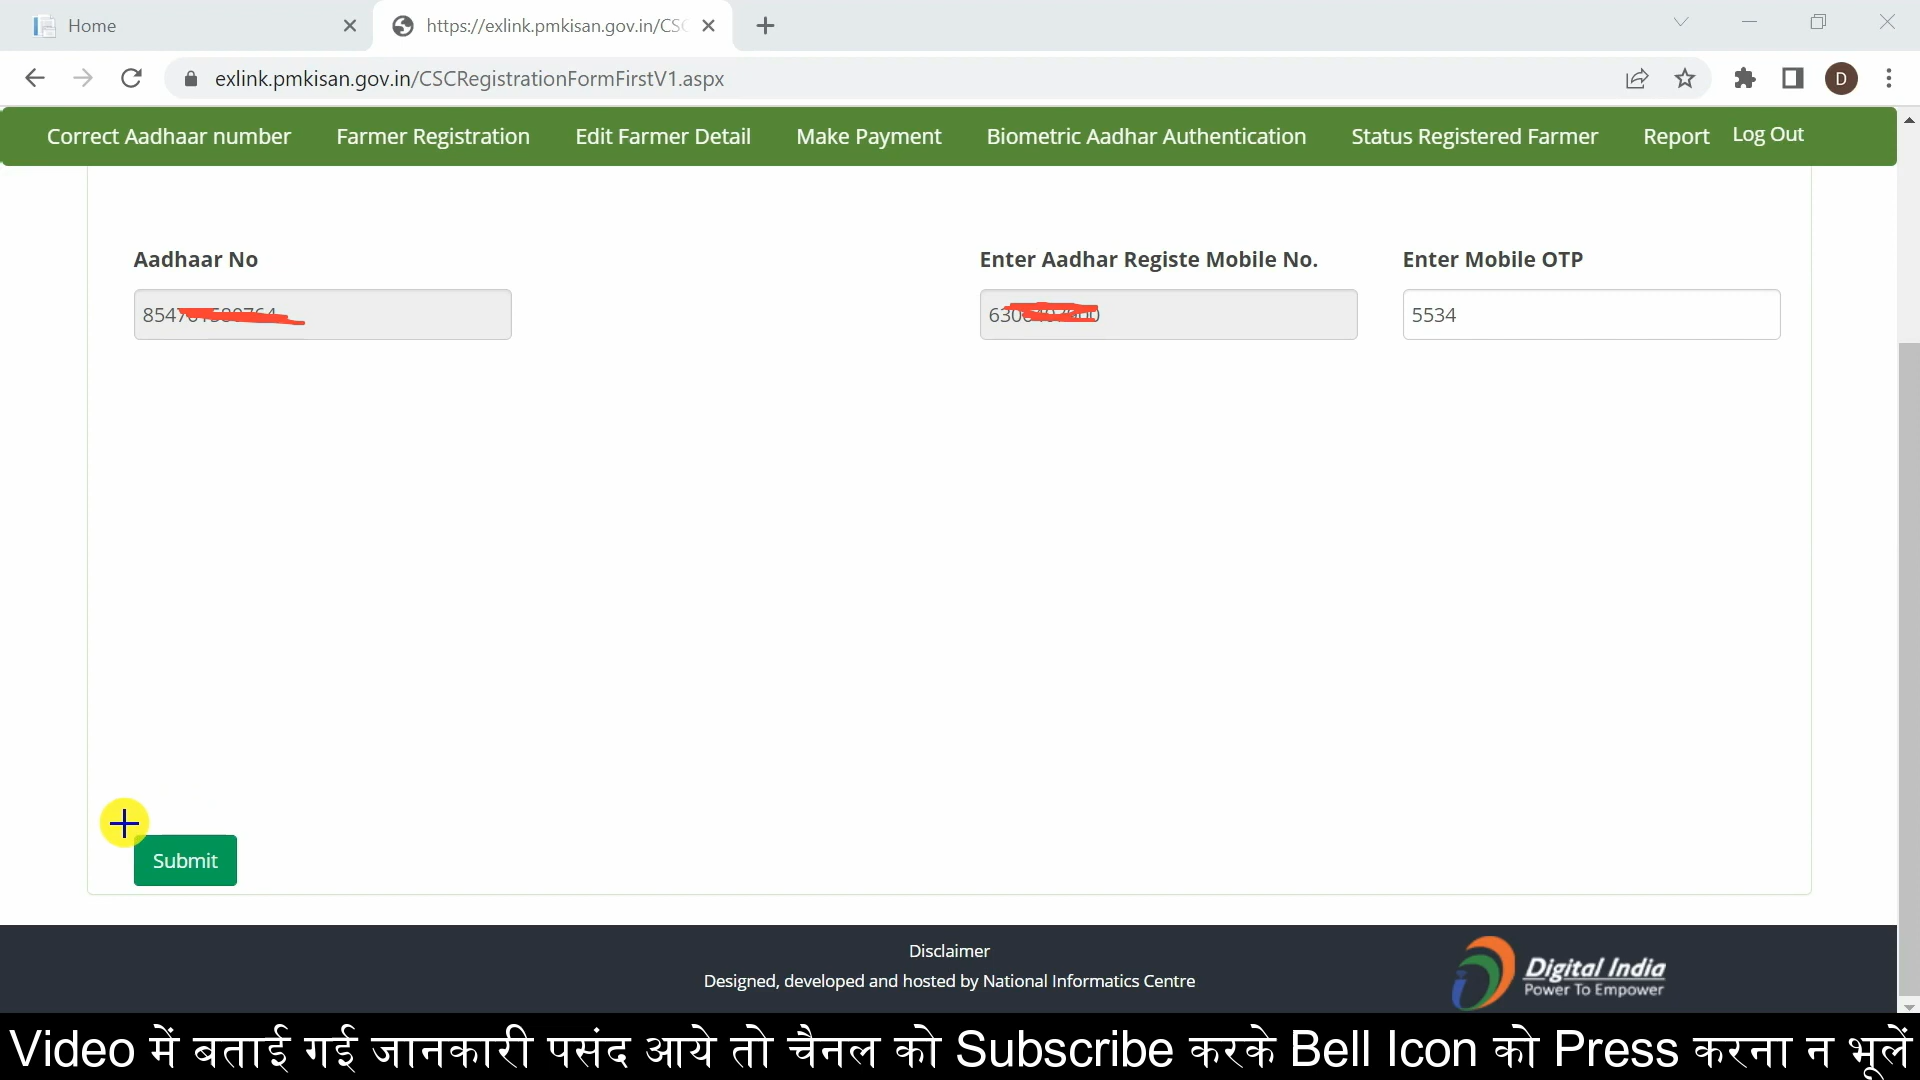 Home
https://exlink.pmkisan.gov.in/CSC
exlink.pmkisan.gov.in/CSCRegistrationFormFirstV1.aspx
D
Correct Aadhaar number Farmer Registration Edit Farmer Detail Make Payment Biometric Aadhar Authentication Status Registered Farmer Report Log Out
Aadhaar No Enter Aadhar Registe Mobile No. Enter Mobile OTP
5534
Submit
Disclaimer
Designed, developed and hosted by National Informatics Centre
Digital India
Power To Empower
Video में बताई गई जानकारी पसंद आये तो चैनल को Subscribe करके Bell Icon को Press करना न भूलें